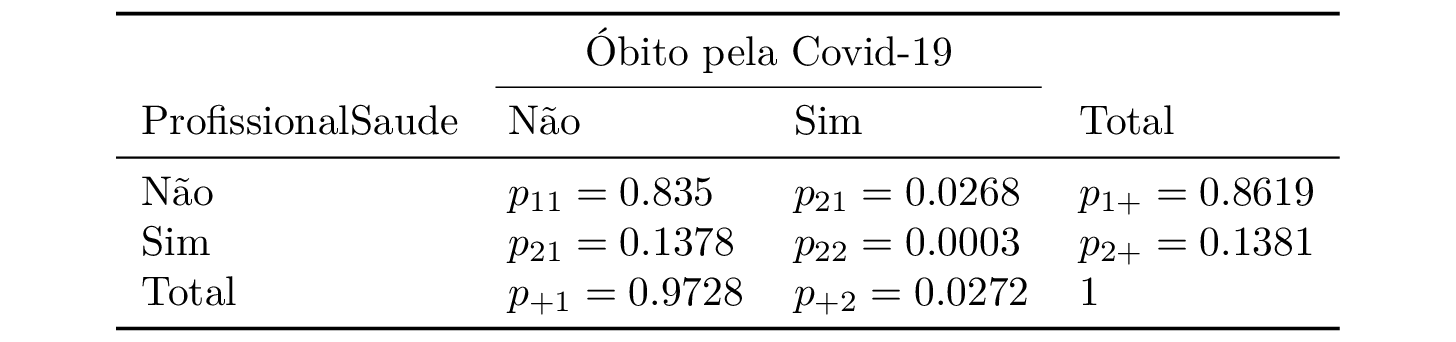 Óbito pela Covid-19
ProfissionalSaude Não Sim Total
Não p₁₁ = 0.835 p₂₁ = 0.0268 p₁₊ = 0.8619
Sim p₂₁ = 0.1378 p₂₂ = 0.0003 p₂₊ = 0.1381
Total p₊₁ = 0.9728 p₊₂ = 0.0272 1